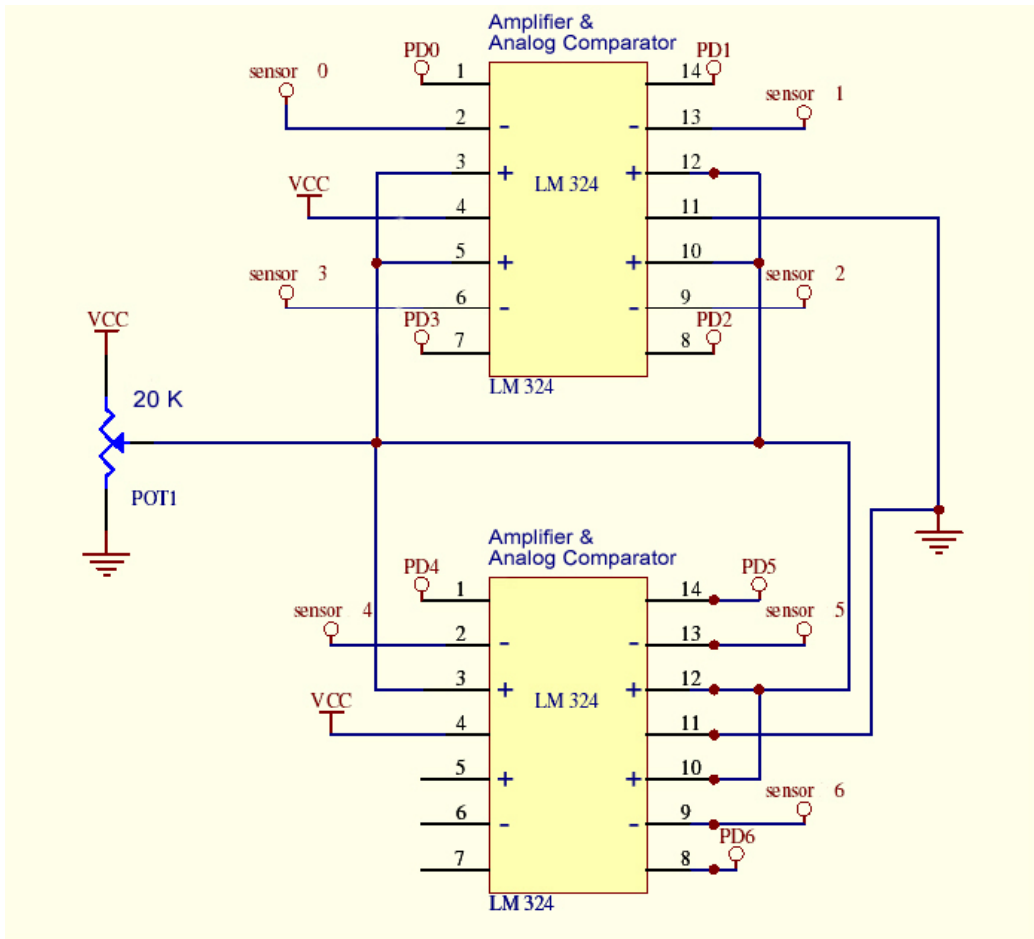 Amplifier &
Analog Comparator
PD0
PD1
sensor 0
1
14
sensor 1
2
-
-
13
3
+
+
12
VCC
LM 324
4
11
5
+
+
10
sensor 3
sensor 2
6
-
-
9
PD3
PD2
7
8
LM 324
VCC
20 K
POT1
Amplifier &
Analog Comparator
PD4
PD5
1
14
sensor 4
sensor 5
2
-
-
13
3
+
+
12
VCC
LM 324
4
11
5
+
+
10
sensor 6
6
-
-
9
PD6
7
8
LM 324